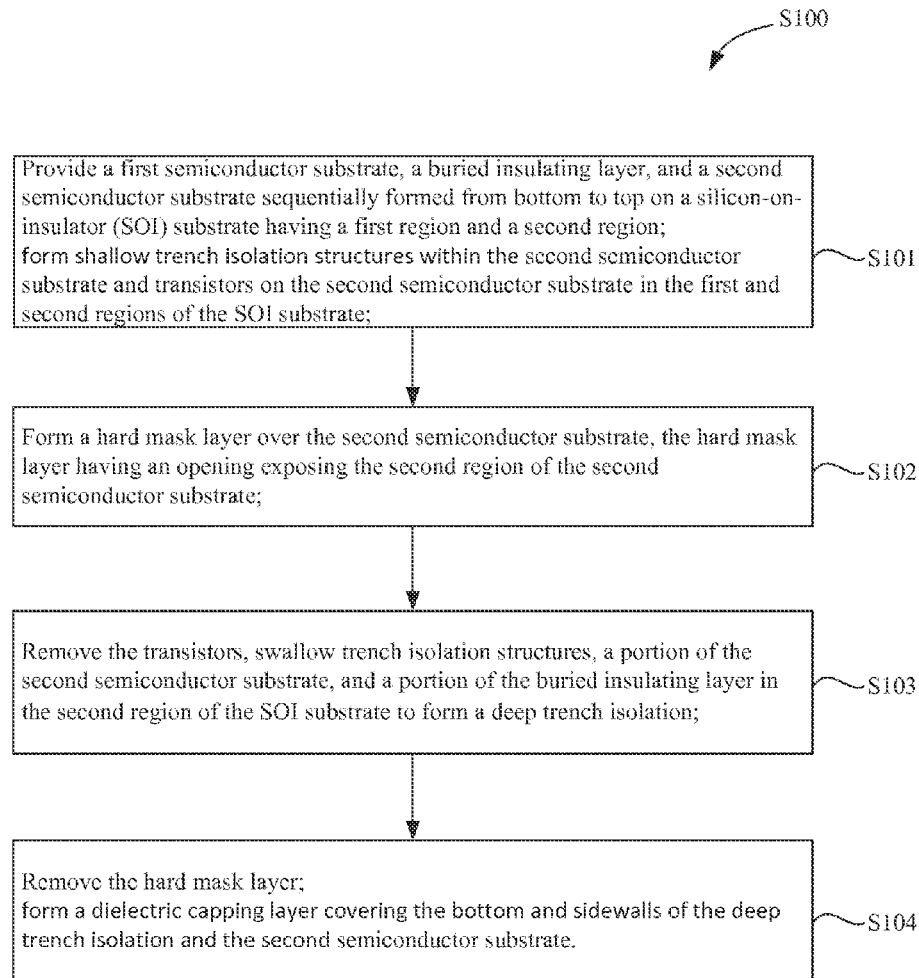 S100
Provide a first semiconductor substrate, a buried insulating layer, and a second
semiconductor substrate sequentially formed from bottom to top on a silicon-on-
insulator (SOI) substrate having a first region and a second region;
form shallow trench isolation structures within the second semiconductor
substrate and transistors on the second semiconductor substrate in the first and
second regions of the SOI substrate;
S101
Form a hard mask layer over the second semiconductor substrate, the hard mask
layer having an opening exposing the second region of the second
semiconductor substrate;
S102
Remove the transistors, swallow trench isolation structures, a portion of the
second semiconductor substrate, and a portion of the buried insulating layer in
the second region of the SOI substrate to form a deep trench isolation;
S103
Remove the hard mask layer;
form a dielectric capping layer covering the bottom and sidewalls of the deep
trench isolation and the second semiconductor substrate.
S104